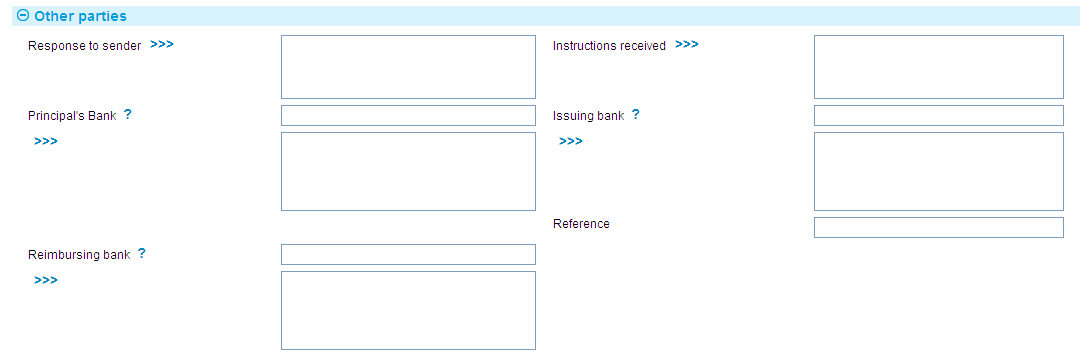 Other parties
Response to sender >>>
Instructions received >>>
Principal's Bank ?
Issuing bank ?
>>>
>>>
Reference
Reimbursing bank ?
>>>